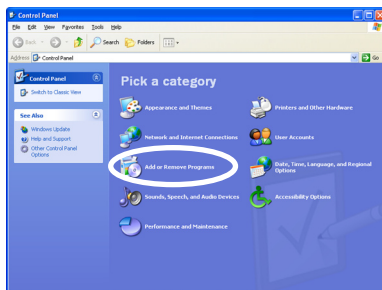 Control Panel
File Edit View Favorites Tools Help
Back Search Folders
Address Control Panel Go
Control Panel
Switch to Classic View
See Also
Windows Update
Help and Support
Other Control Panel
Options
Pick a category
Appearance and Themes
Printers and Other Hardware
Network and Internet Connections
User Accounts
Add or Remove Programs
Date, Time, Language, and Regional
Options
Sounds, Speech, and Audio Devices
Accessibility Options
Performance and Maintenance